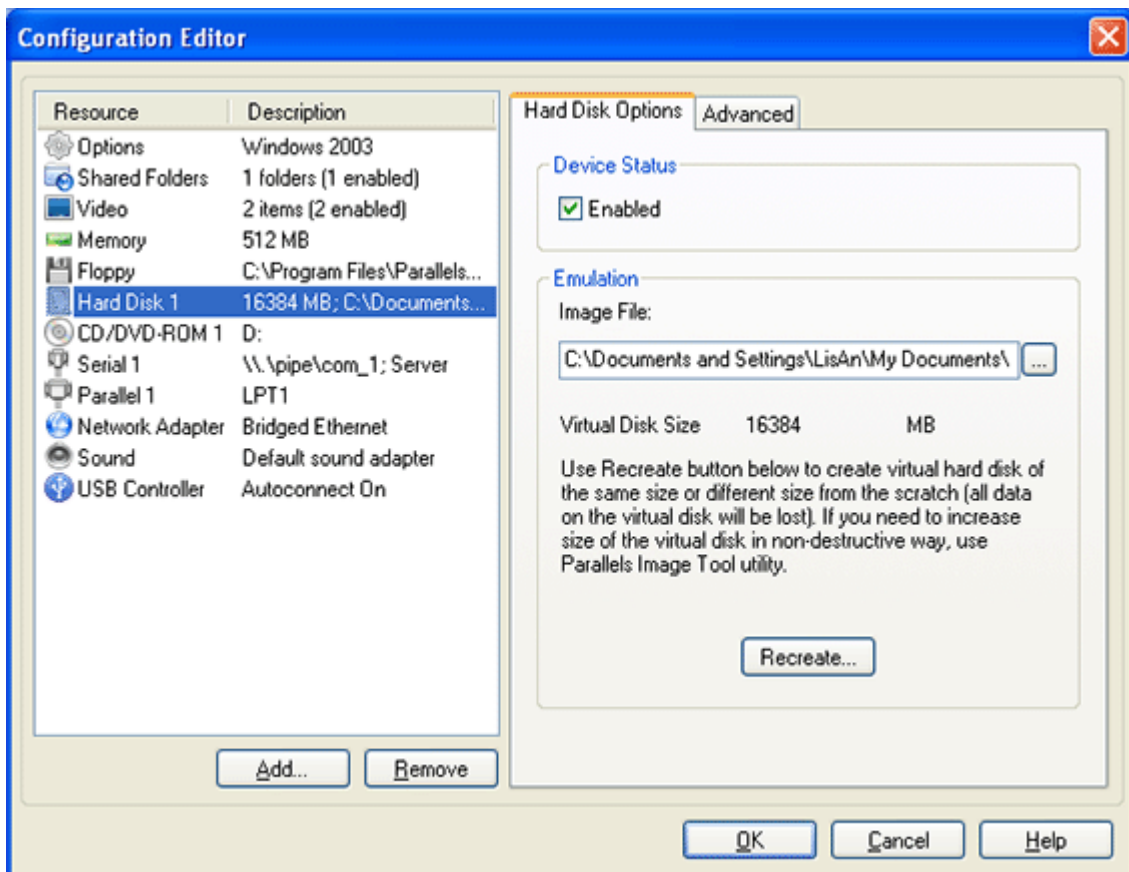 Configuration Editor
Resource Description
Options Windows 2003
Shared Folders 1 folders (1 enabled)
Video 2 items (2 enabled)
Memory 512 MB
Floppy C:\Program Files\Parallels...
Hard Disk 1 16384 MB; C:\Documents...
CD/DVD-ROM 1 D:
Serial 1 \\.\pipe\com_1; Server
Parallel 1 LPT1
Network Adapter Bridged Ethernet
Sound Default sound adapter
USB Controller Autoconnect On
Add... Remove
Hard Disk Options Advanced
Device Status
Enabled
Emulation
Image File:
C:\Documents and Settings\LisAn\My Documents\ ...
Virtual Disk Size 16384 MB
Use Recreate button below to create virtual hard disk of
the same size or different size from the scratch (all data
on the virtual disk will be lost). If you need to increase
size of the virtual disk in non-destructive way, use
Parallels Image Tool utility.
Recreate...
OK Cancel Help